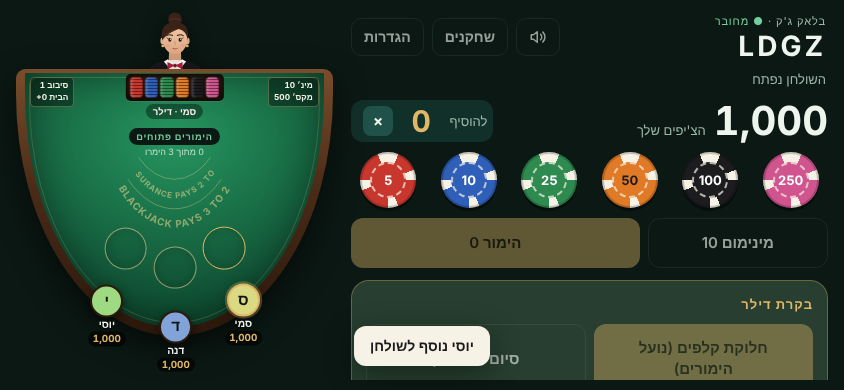 בלאק ג'ק · מחובר
LDGZ
השולחן נפתח
שחקנים
הגדרות
1,000
הצ'יפים שלך
להוסיף
0
×
5
10
25
50
100
250
מינימום 10
הימור 0
בקרת דילר
חלוקת קלפים (נועל
הימורים)
סיום
יוסי נוסף לשולחן
מינ׳ 10
מקס׳ 500
סיבוב 1
הבית 0+
סמי · דילר
הימורים פתוחים
0 מתוך 3 הימרו
SURANCE PAYS 2 TO
BLACKJACK PAYS 3 TO 2
ס
סמי
1,000
ד
דנה
1,000
י
יוסי
1,000